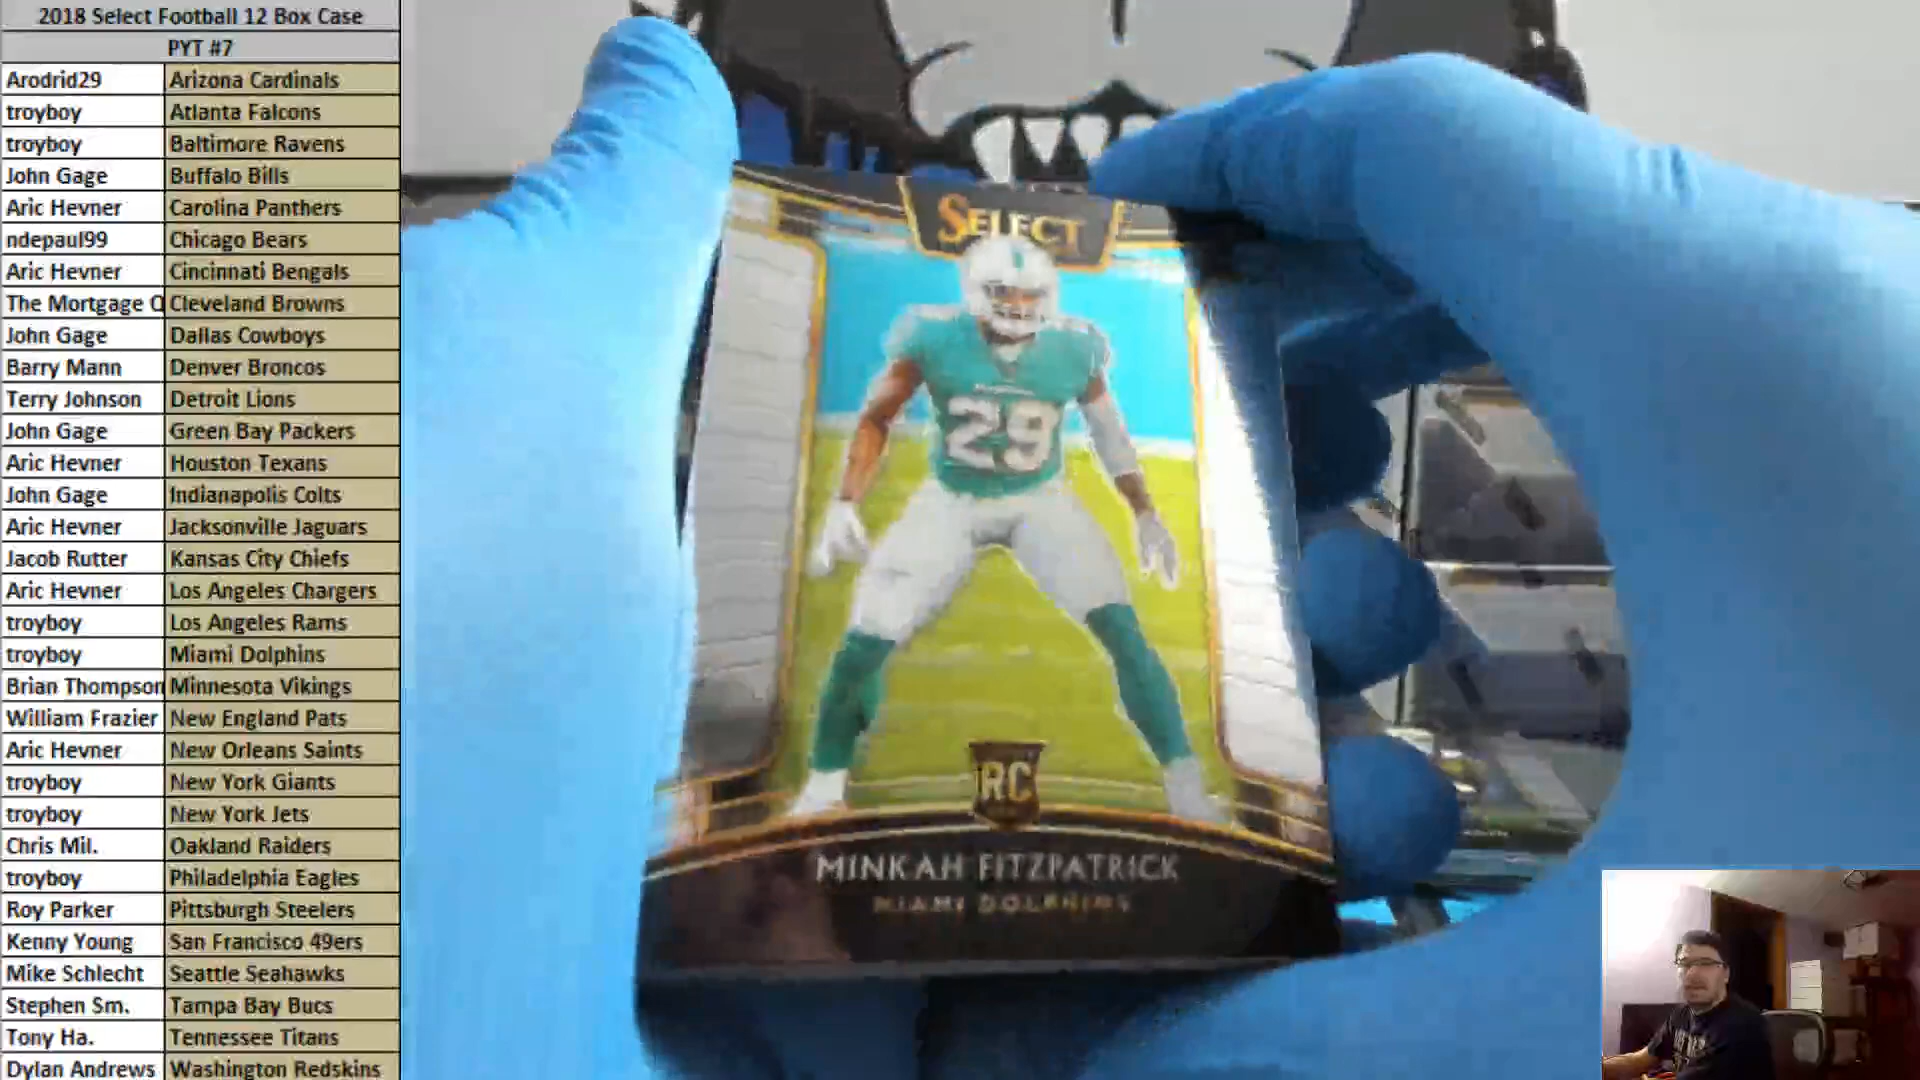 2018 Select Football 12 Box Case
PYT #7
Arodrid29 Arizona Cardinals
troyboy Atlanta Falcons
troyboy Baltimore Ravens
John Gage Buffalo Bills
Aric Hevner Carolina Panthers
ndepaul99 Chicago Bears
Aric Hevner Cincinnati Bengals
The Mortgage Cleveland Browns
John Gage Dallas Cowboys
Barry Mann Denver Broncos
Terry Johnson Detroit Lions
John Gage Green Bay Packers
Aric Hevner Houston Texans
John Gage Indianapolis Colts
Aric Hevner Jacksonville Jaguars
Jacob Rutter Kansas City Chiefs
Aric Hevner Los Angeles Chargers
troyboy Los Angeles Rams
troyboy Miami Dolphins
Brian Thompson Minnesota Vikings
William Frazier New England Pats
Aric Hevner New Orleans Saints
troyboy New York Giants
troyboy New York Jets
Chris Mil. Oakland Raiders
troyboy Philadelphia Eagles
Roy Parker Pittsburgh Steelers
Kenny Young San Francisco 49ers
Mike Schlecht Seattle Seahawks
Stephen Sm. Tampa Bay Bucs
Tony Ha. Tennessee Titans
Dylan Andrews Washington Redskins
SELECT
29
RC
MINKAH FITZPATRICK
MIAMI DOLPHINS